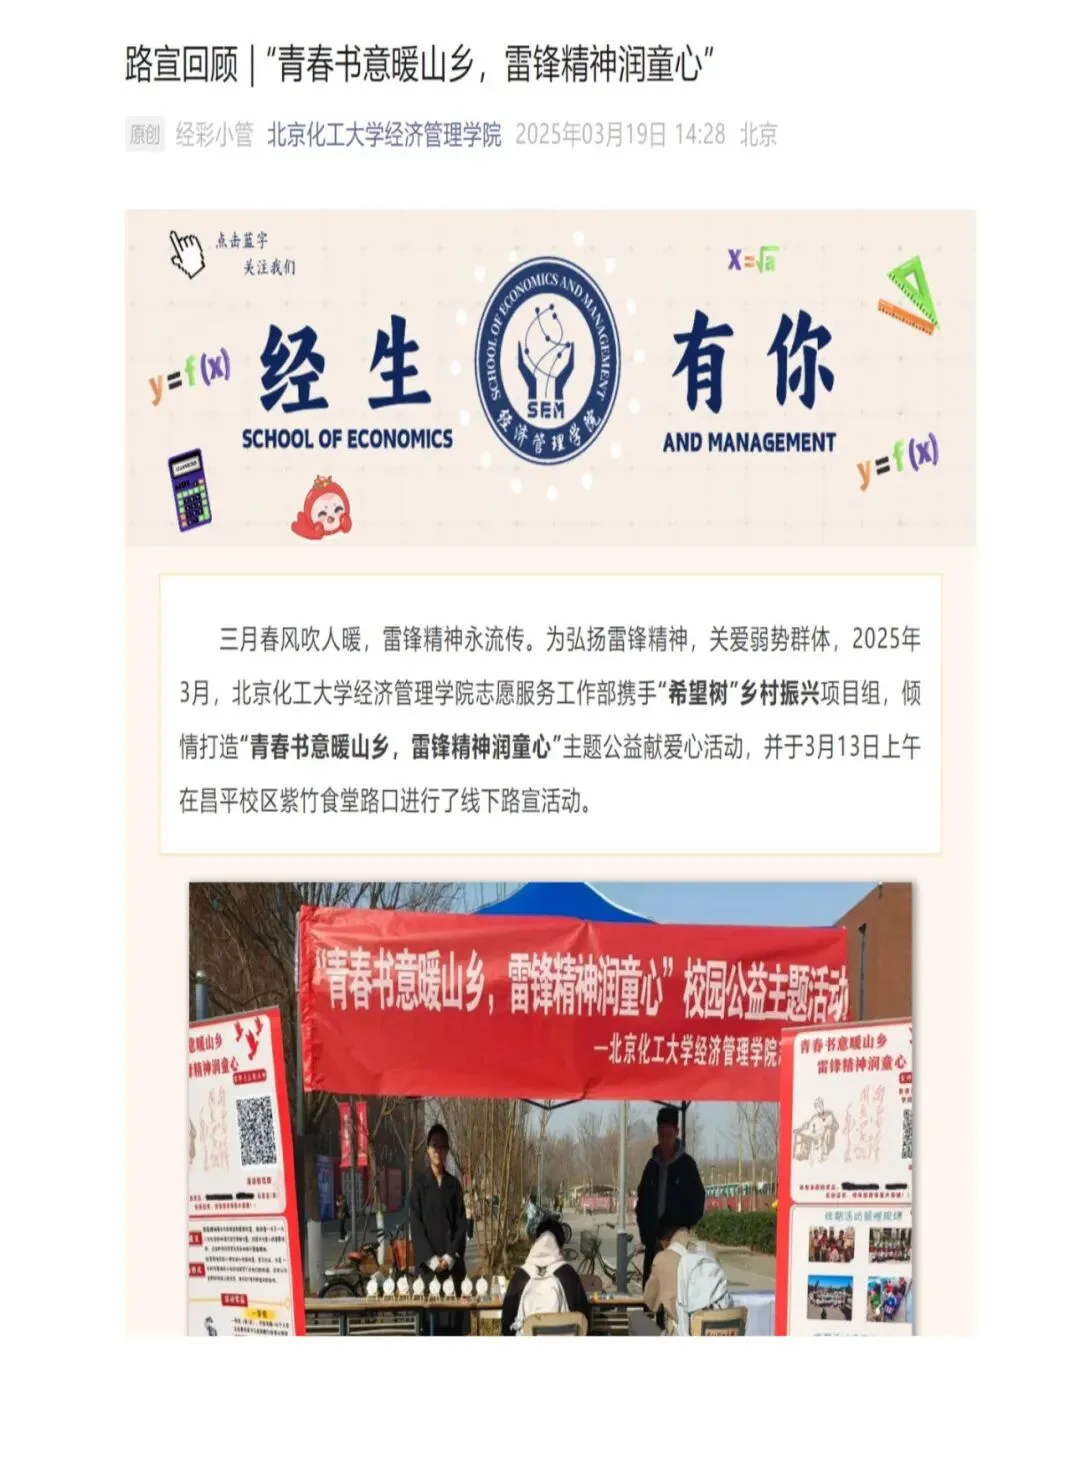 路宣回顾 | “青春书意暖山乡，雷锋精神润童心”
原创 经彩小管 北京化工大学经济管理学院 2025年03月19日 14:28 北京
点击蓝字
关注我们
x=√a
y=f(x)
经生
有你
SCHOOL OF ECONOMICS AND MANAGEMENT
SEM
经济管理学院
SCHOOL OF ECONOMICS
AND MANAGEMENT
y=f(x)
三月春风吹人暖，雷锋精神永流传。为弘扬雷锋精神，关爱弱势群体，2025年
3月，北京化工大学经济管理学院志愿服务工作部携手“希望树”乡村振兴项目组，倾
情打造“青春书意暖山乡，雷锋精神润童心”主题公益献爱心活动，并于3月13日上午
在昌平校区紫竹食堂路口进行了线下路宣活动。
“青春书意暖山乡，雷锋精神润童心”校园公益主题活动
—北京化工大学经济管理学院
意暖山乡
精神润童心
青春书意暖山乡
雷锋精神润童心